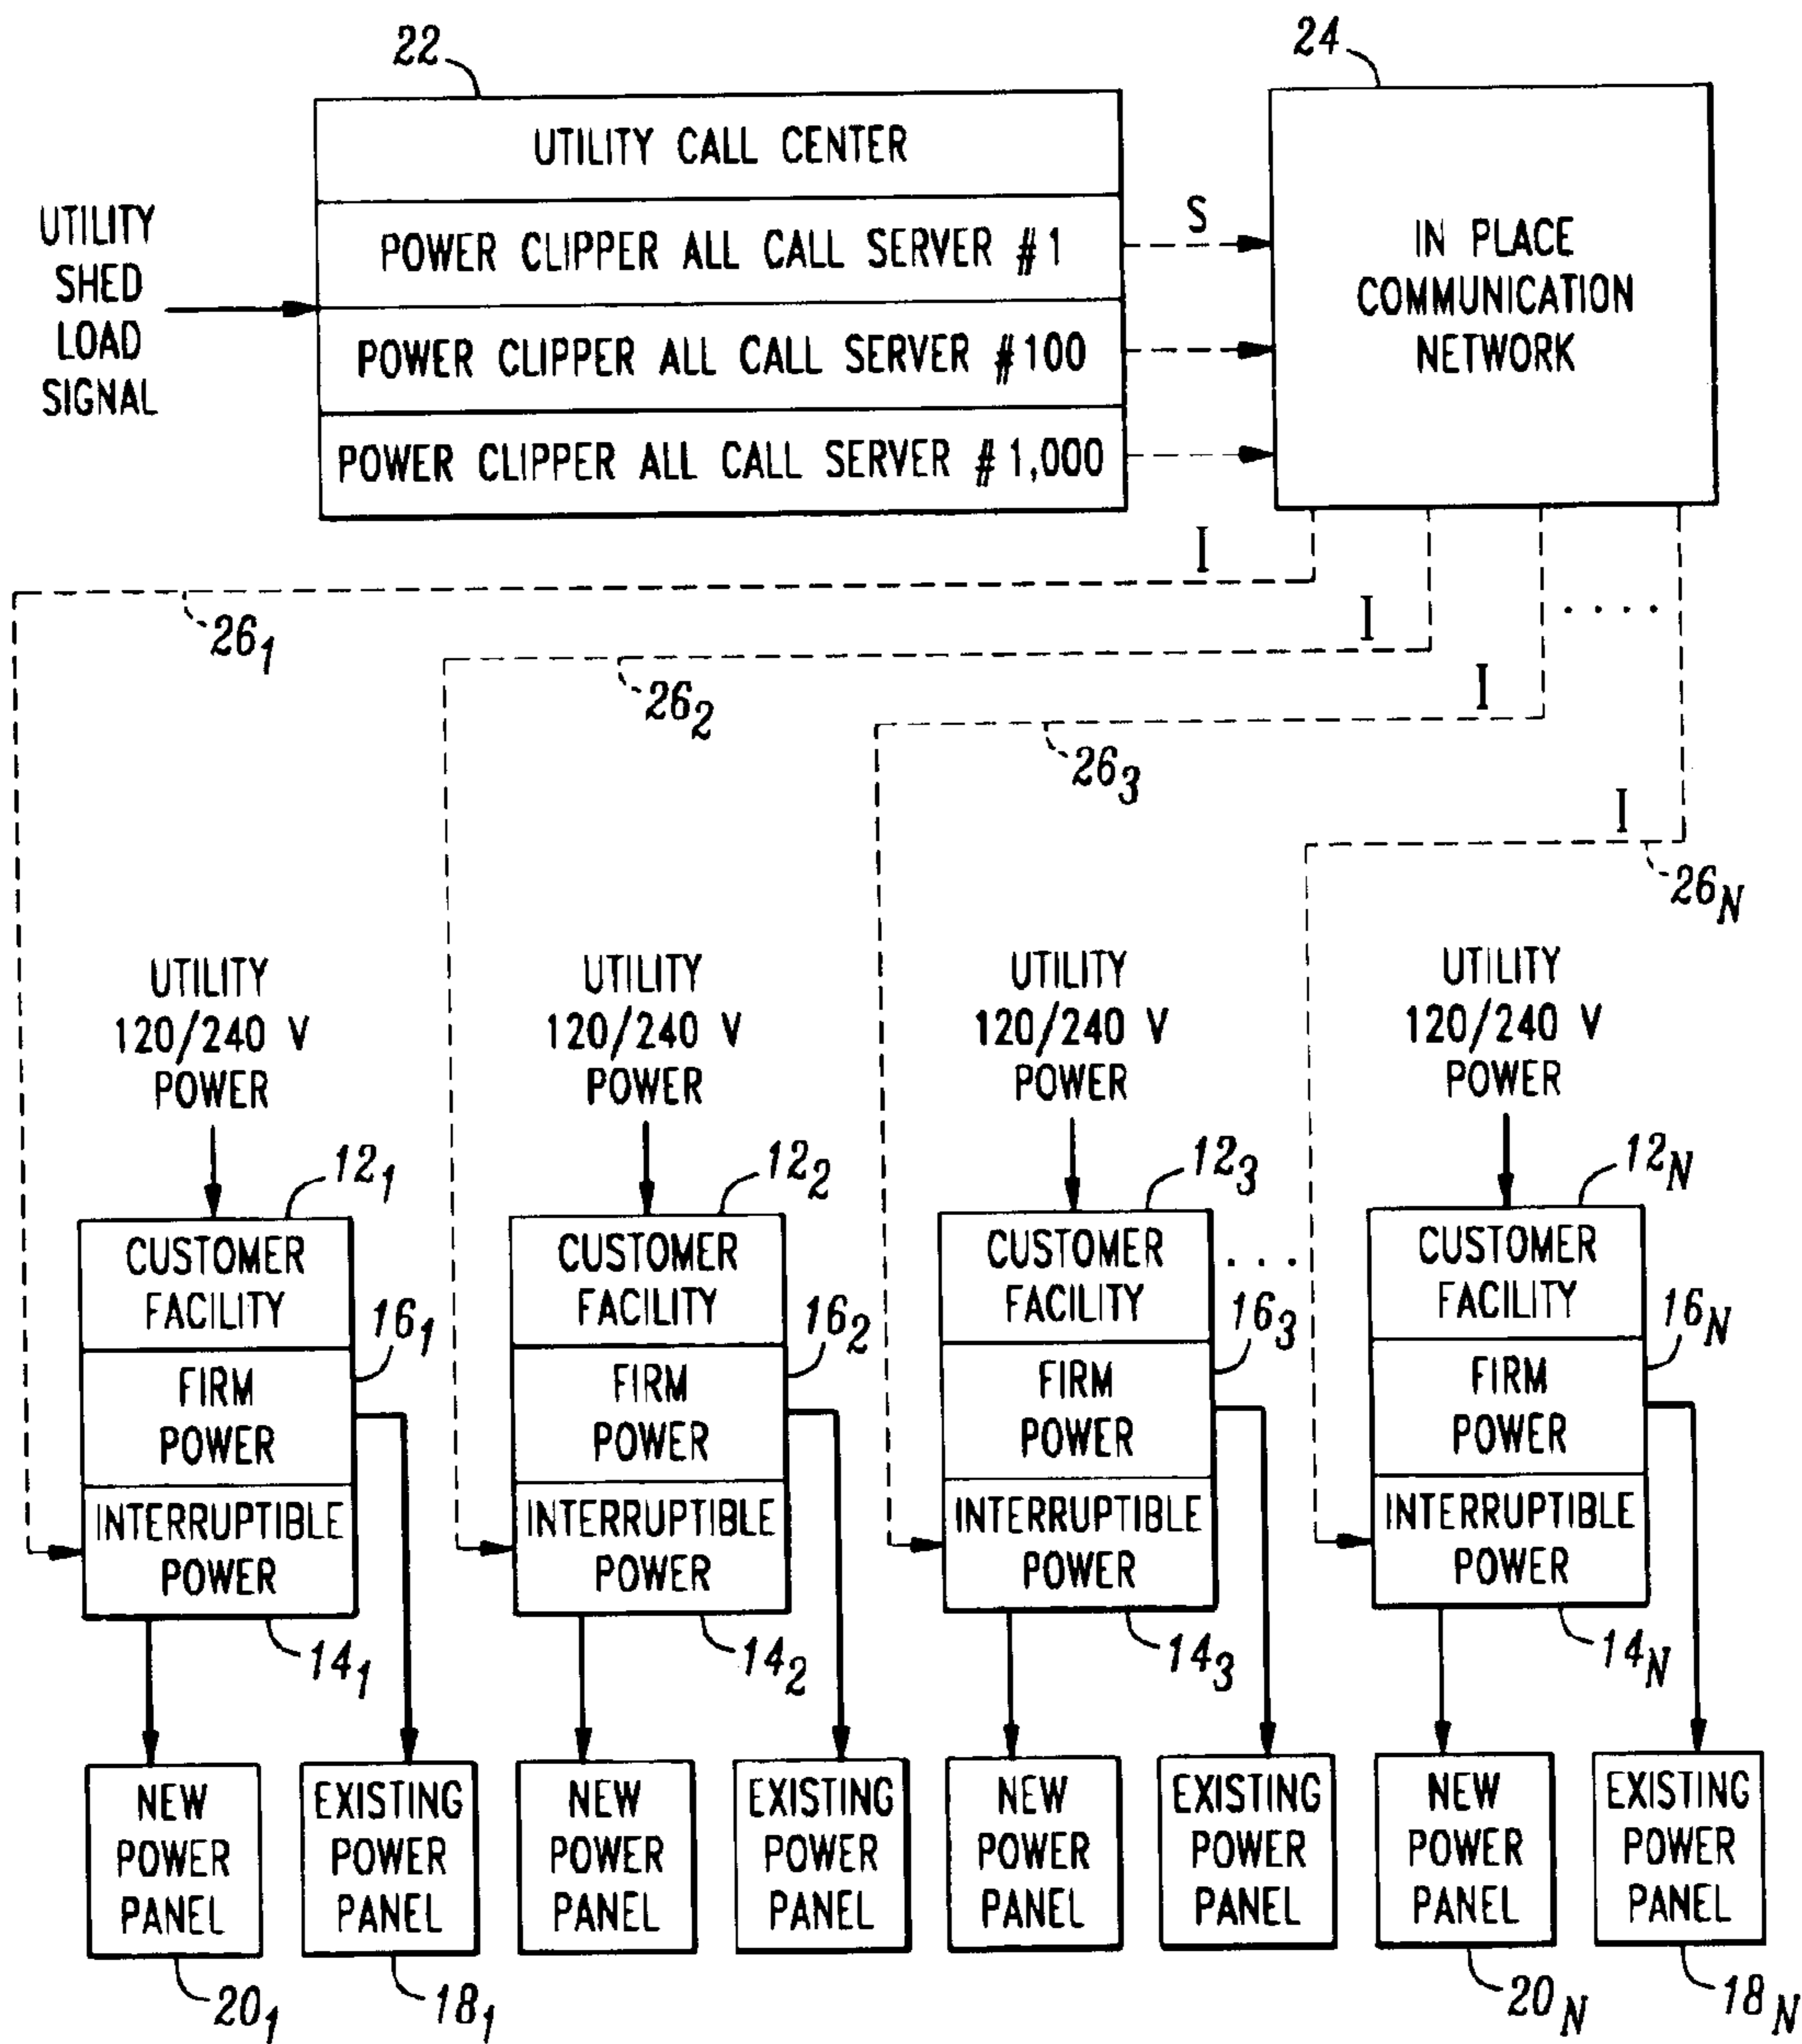 22
24
UTILITY CALL CENTER
POWER CLIPPER ALL CALL SERVER #1
POWER CLIPPER ALL CALL SERVER #100
POWER CLIPPER ALL CALL SERVER #1,000
UTILITY
SHED
LOAD
SIGNAL
S
IN PLACE
COMMUNICATION
NETWORK
I
26₁
I
26₂
I
26₃
....
I
26N
UTILITY
120/240 V
POWER
UTILITY
120/240 V
POWER
UTILITY
120/240 V
POWER
UTILITY
120/240 V
POWER
12₁
CUSTOMER
FACILITY
16₁
FIRM
POWER
INTERRUPTIBLE
POWER
14₁
12₂
CUSTOMER
FACILITY
16₂
FIRM
POWER
INTERRUPTIBLE
POWER
14₂
12₃
CUSTOMER
FACILITY
16₃
FIRM
POWER
INTERRUPTIBLE
POWER
14₃
...
12N
CUSTOMER
FACILITY
16N
FIRM
POWER
INTERRUPTIBLE
POWER
14N
NEW
POWER
PANEL
20₁
EXISTING
POWER
PANEL
18₁
NEW
POWER
PANEL
EXISTING
POWER
PANEL
NEW
POWER
PANEL
EXISTING
POWER
PANEL
NEW
POWER
PANEL
20N
EXISTING
POWER
PANEL
18N